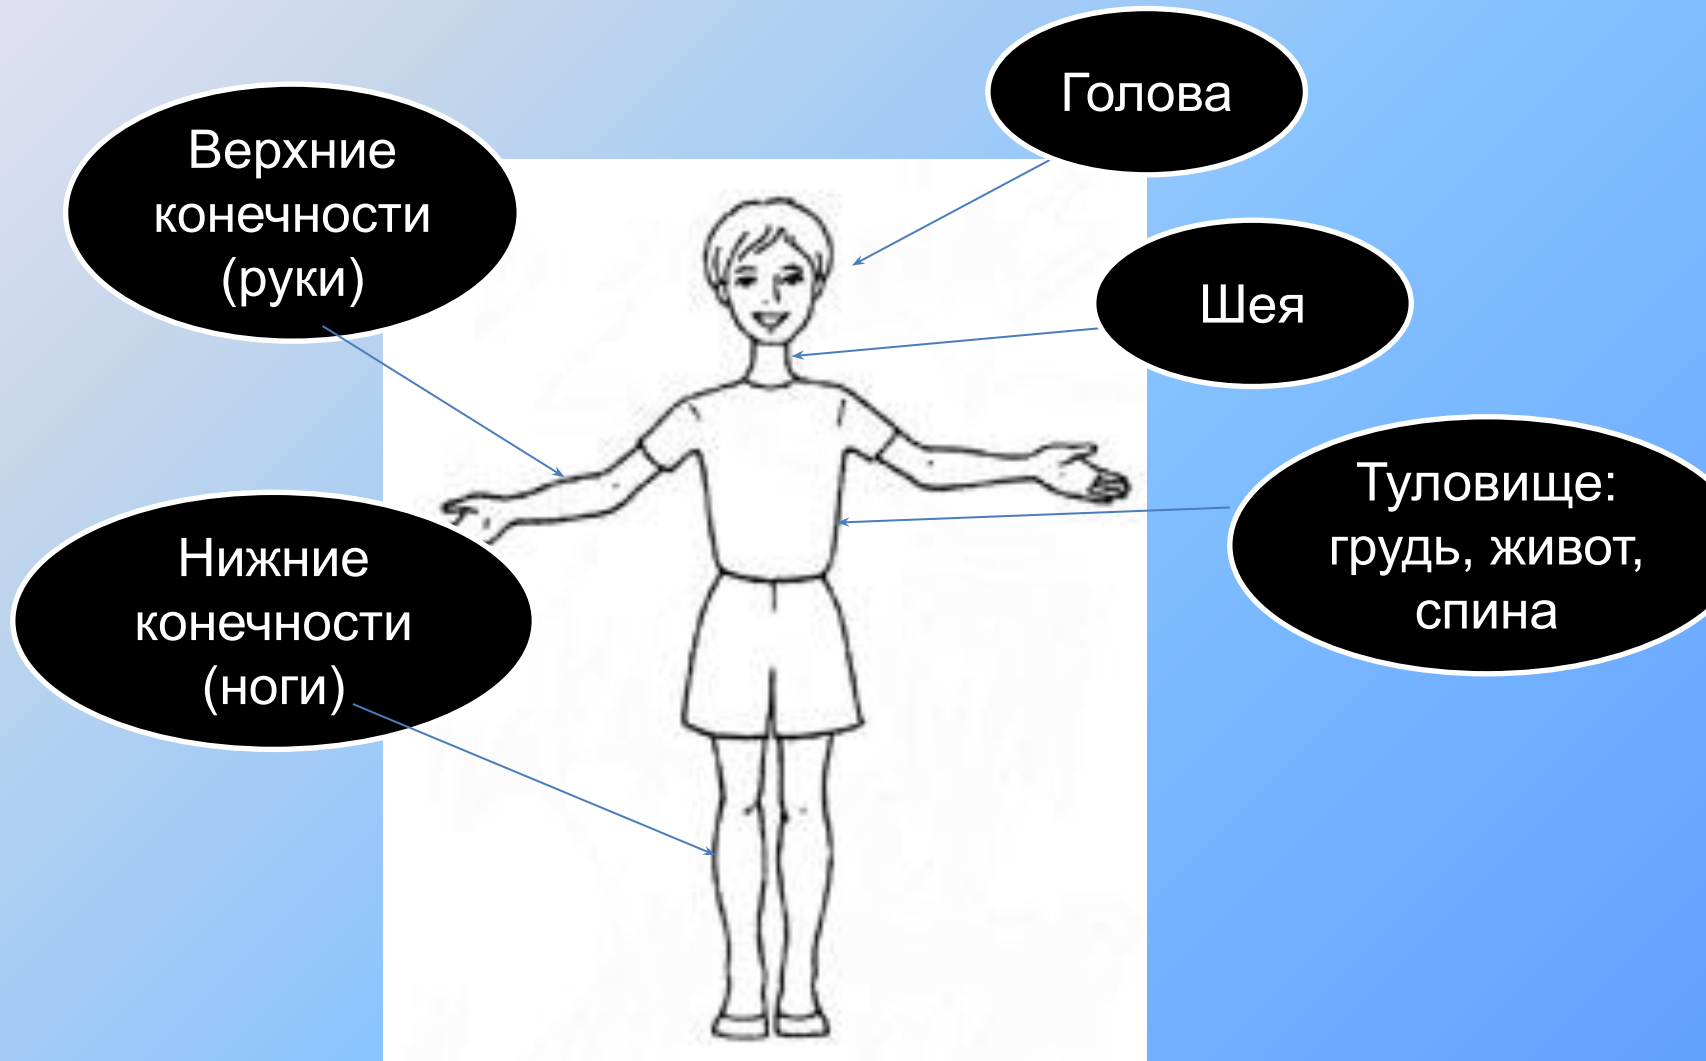 Голова
Верхние
конечности
(руки)
Шея
Туловище:
грудь, живот,
спина
Нижние
конечности
(ноги)